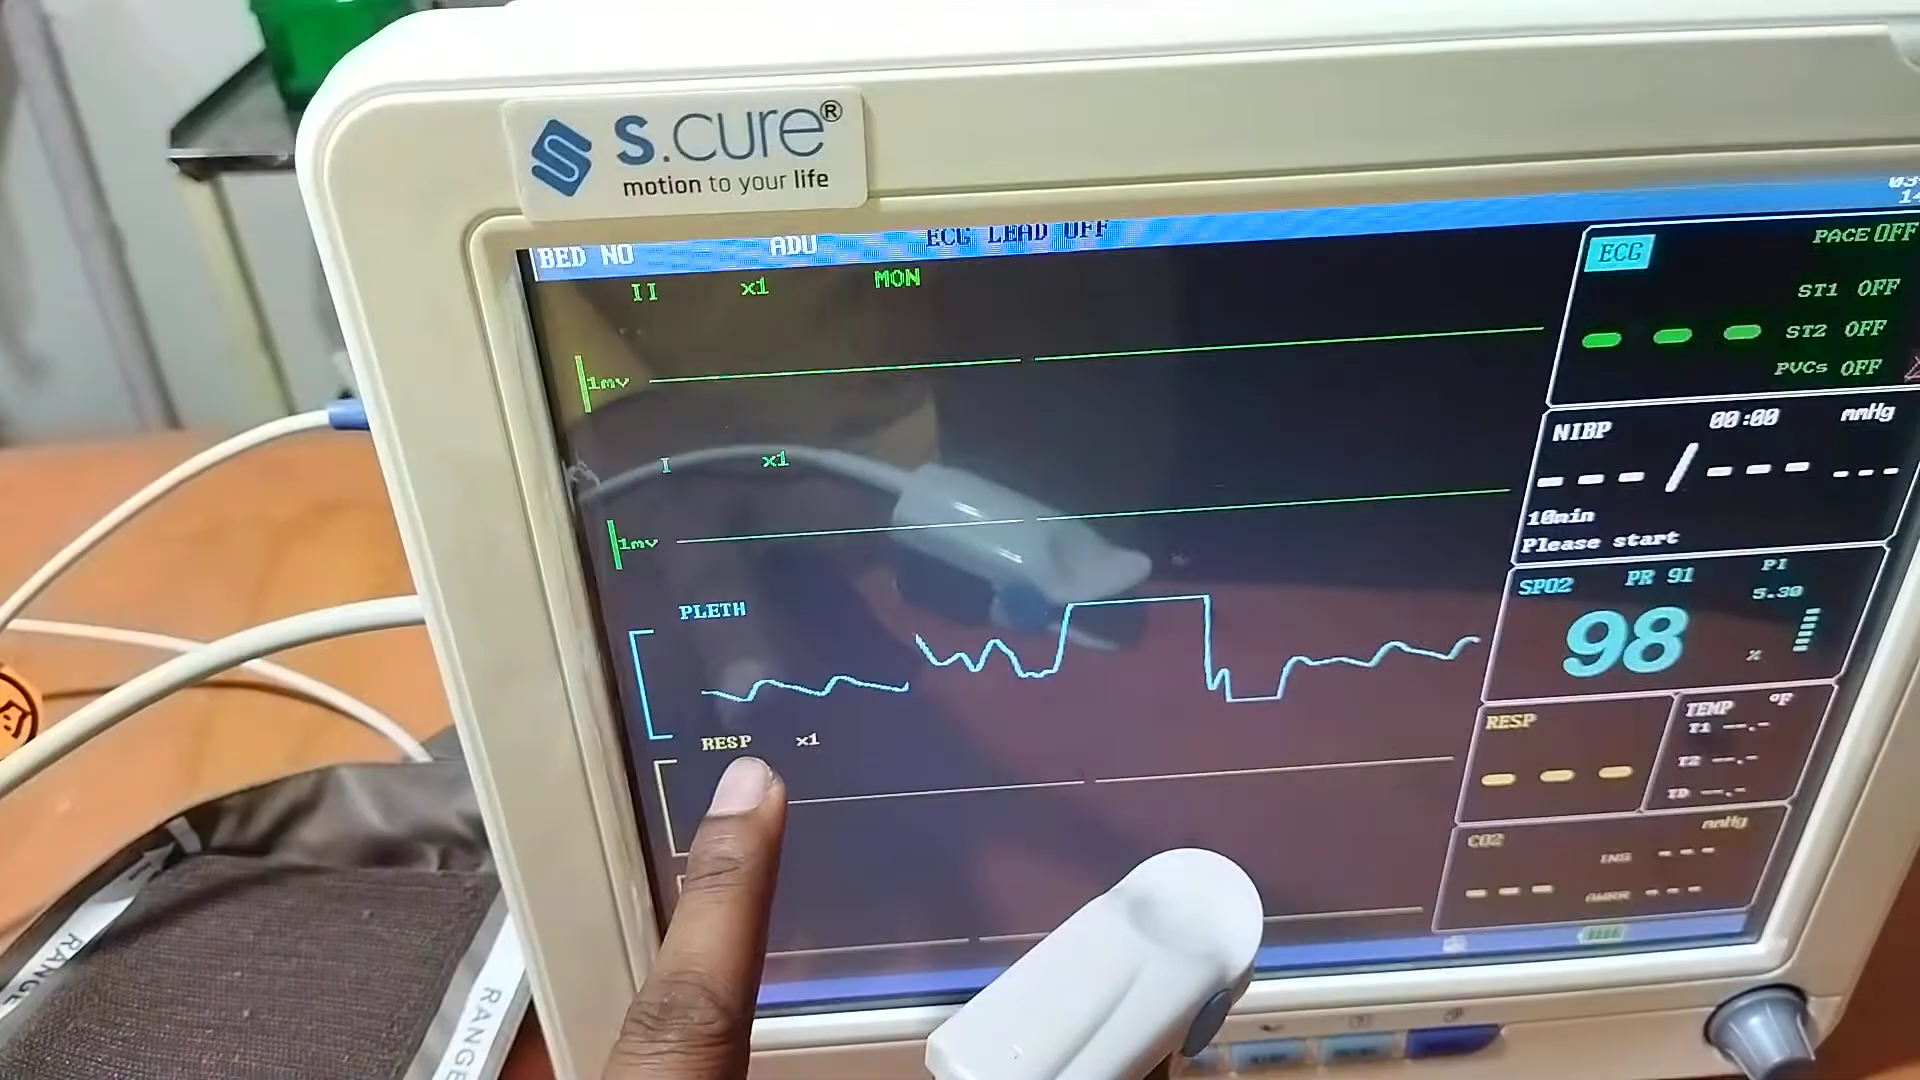 S.CURE®
motion to your life
BED NO ADU ECG LEAD OFF
II x1 MON
1mv
I x1
1mv
PLETH
RESP x1
ECG PACE OFF
ST1 OFF
ST2 OFF
PVCs OFF
NIBP 00:00 mmHg
---/--- ---
10min
Please start
SPO2 PR 91 PI
5.30
98 %
RESP
---
TEMP °F
T1 --.-
T2 --.-
TD --.-
CO2 mmHg
INS ---
--- AWRR ---
RANGE
RANGE